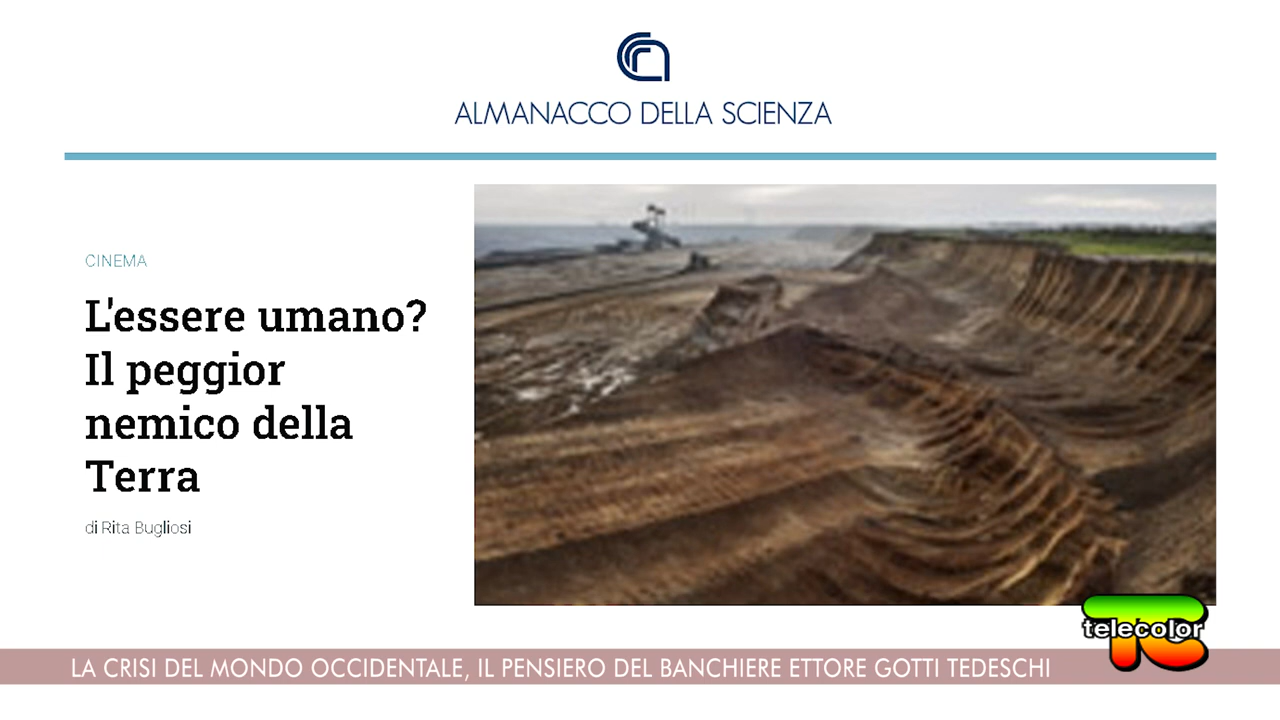 ALMANACCO DELLA SCIENZA
CINEMA
L'essere umano?
Il peggior
nemico della
Terra
di Rita Bugliosi
telecolor
LA CRISI DEL MONDO OCCIDENTALE, IL PENSIERO DEL BANCHIERE ETTORE GOTTI TEDESCHI